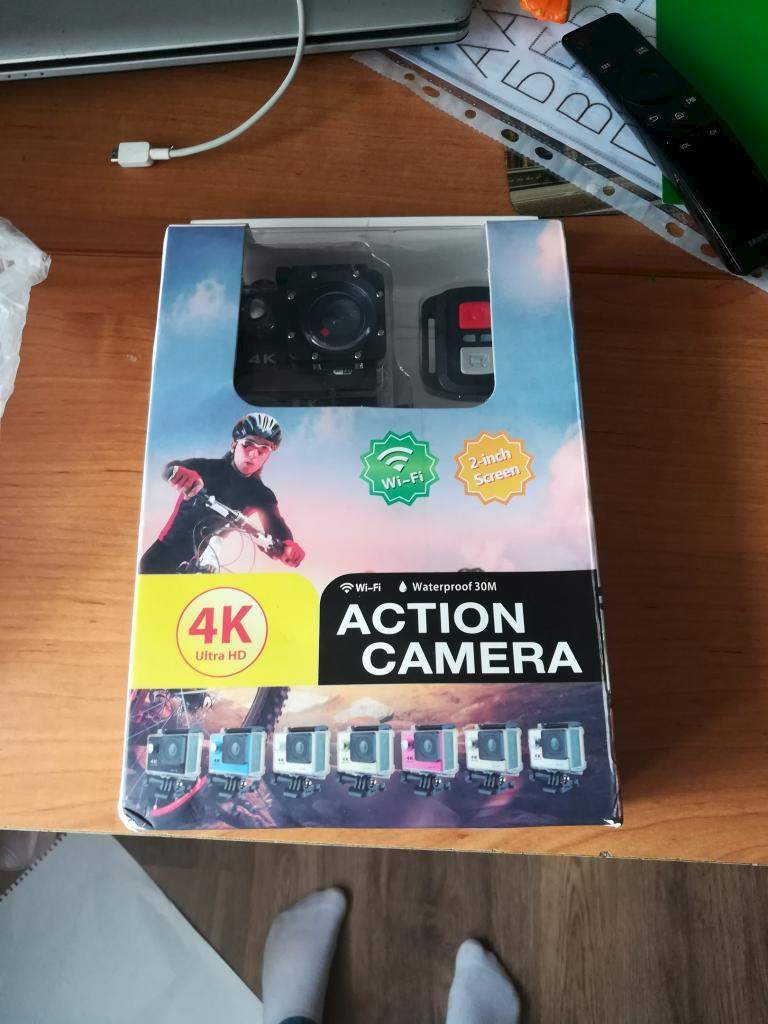 А А
Б Б
В В
4K
Wi-Fi
2-inch
Screen
Wi-Fi Waterproof 30M
4K
Ultra HD
ACTION
CAMERA